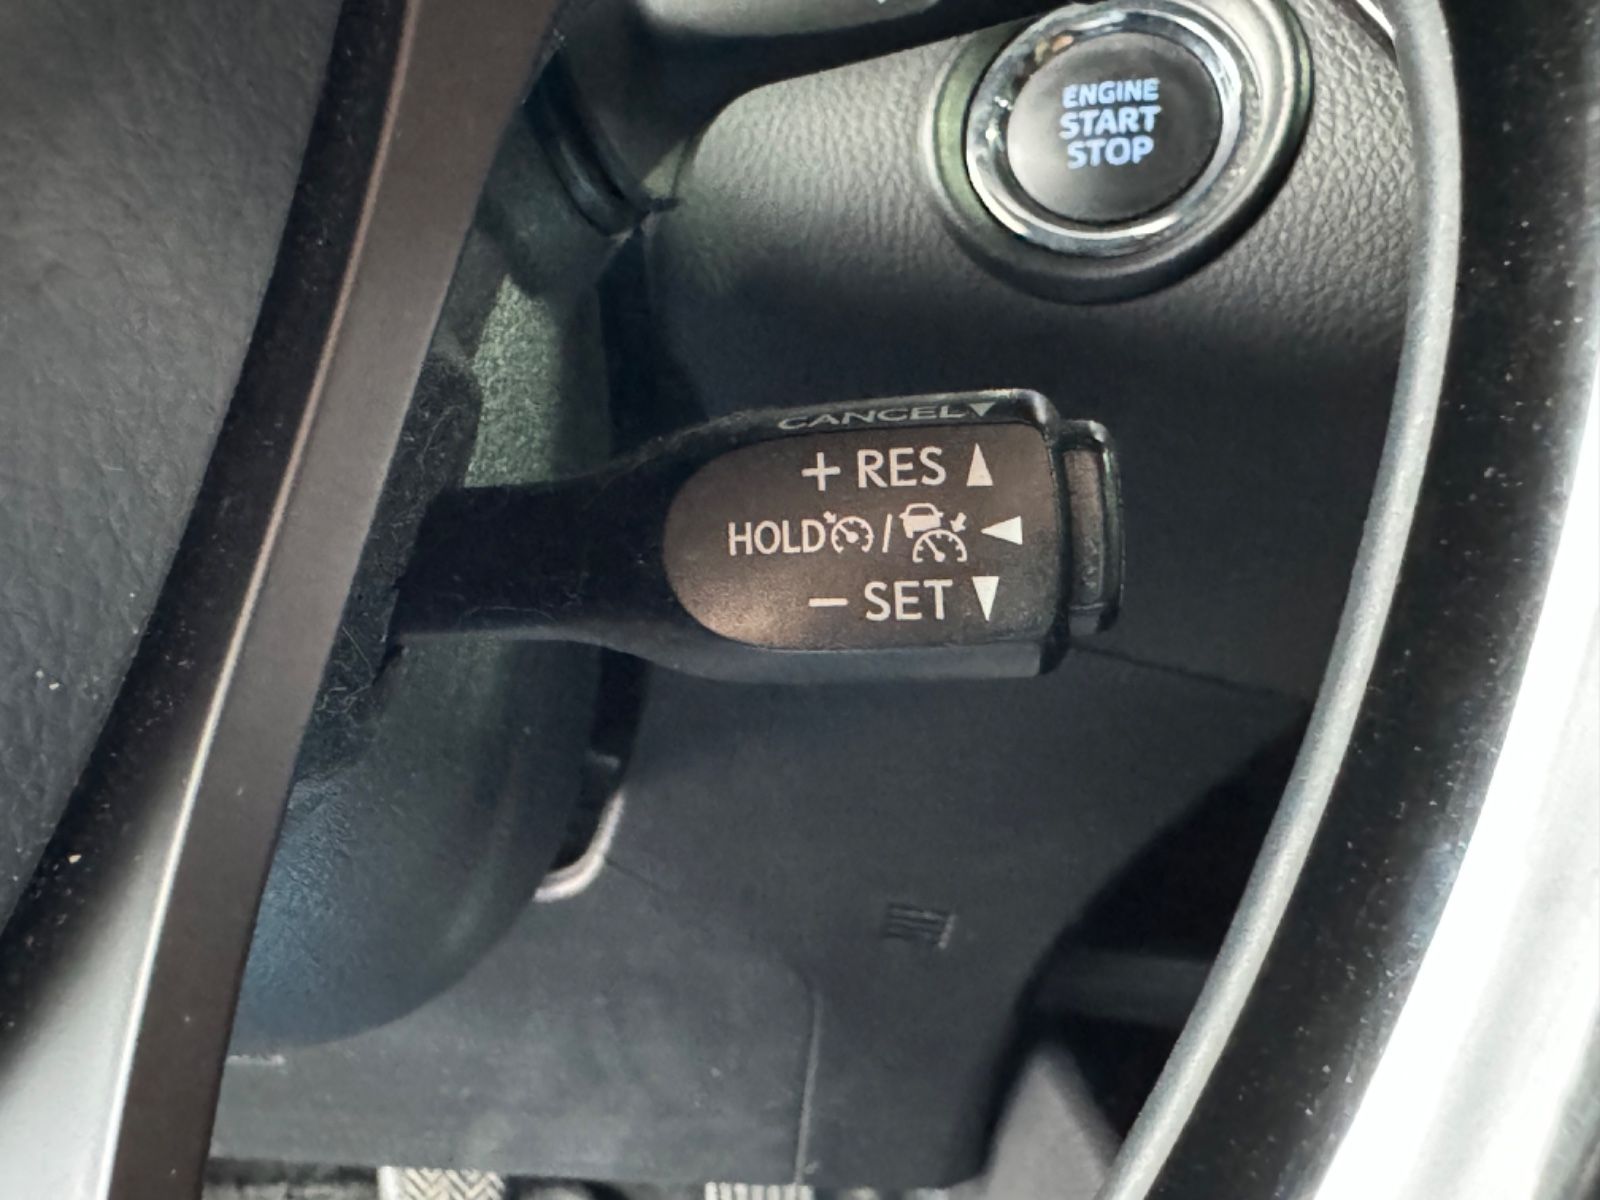 ENGINE
START
STOP
CANCEL▼
+ RES ▲
HOLD / ◀
− SET ▼